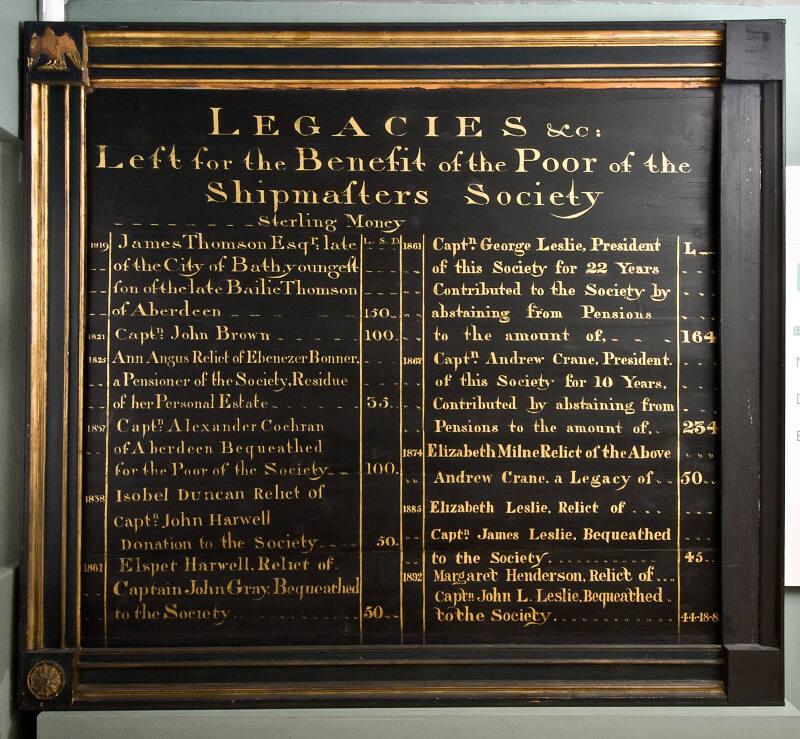 LEGACIES &c:
Left for the Benefit of the Poor of the
Shipmaſters Society
Sterling Money
L. S. D
1819 James Thomson Esqr. late
of the City of Bath, youngeſt
ſon of the late Bailie Thomson
of Aberdeen 150
1821 Captn. John Brown 100
1825 Ann Angus Relict of Ebenezer Bonner,
a Pensioner of the Society, Residue
of her Personal Estate 35
1837 Captn. Alexander Cochran
of Aberdeen Bequeathed
for the Poor of the Society 100
1838 Isobel Duncan Relict of
Captn. John Harwell
Donation to the Society 50
1861 Elspet Harwell, Relict of
Captain John Gray, Bequeathed
to the Society 50
1861 Captn. George Leslie, President L
of this Society for 22 Years
Contributed to the Society by
abstaining from Pensions
to the amount of, 164
1867 Captn. Andrew Crane, President.
of this Society for 10 Years,
Contributed by abstaining from
Pensions to the amount of, 234
1874 Elizabeth Milne Relict of the Above
Andrew Crane, a Legacy of 50
1885 Elizabeth Leslie, Relict of
Captn. James Leslie, Bequeathed
to the Society 45
1892 Margaret Henderson, Relict of
Captn. John L. Leslie, Bequeathed
to the Society 44-18-8